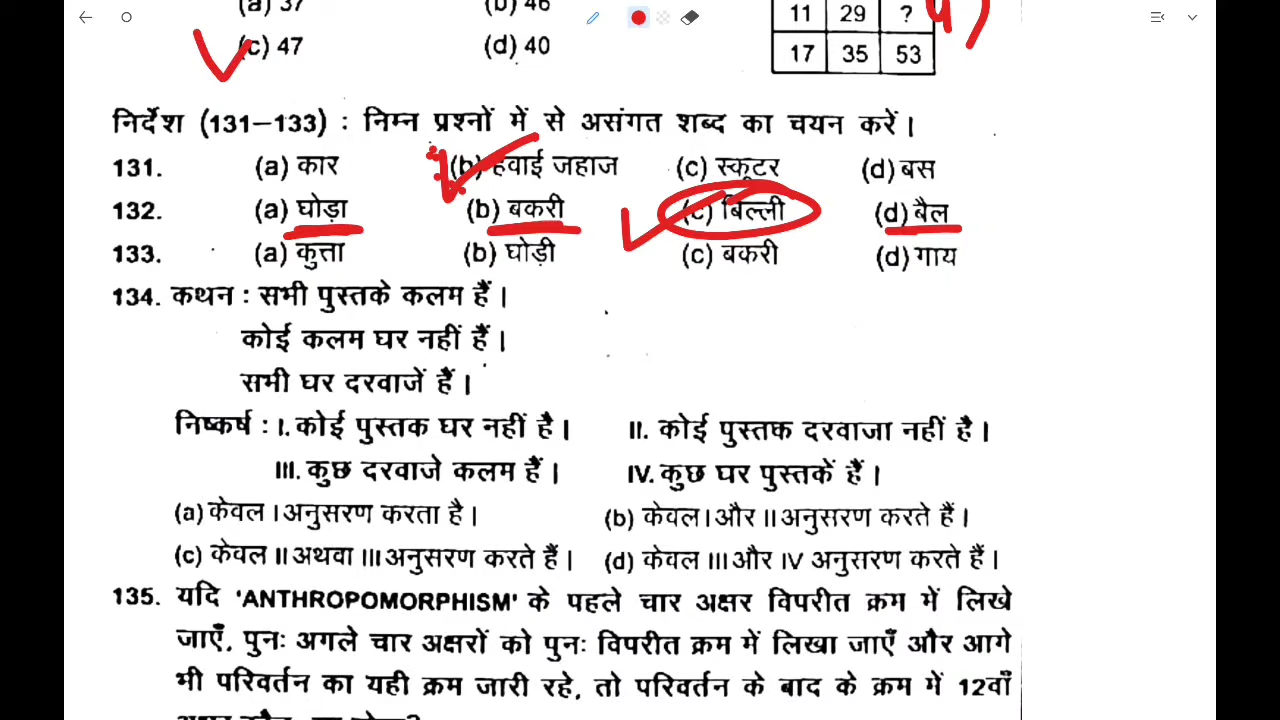 (a) 37 (b) 46
(c) 47 (d) 40
11 29 ?
17 35 53
निर्देश (131–133) : निम्न प्रश्नों में से असंगत शब्द का चयन करें।
131. (a) कार (b) हवाई जहाज (c) स्कूटर (d) बस
132. (a) घोड़ा (b) बकरी (c) बिल्ली (d) बैल
133. (a) कुत्ता (b) घोड़ी (c) बकरी (d) गाय
134. कथन : सभी पुस्तके कलम हैं।
कोई कलम घर नहीं हैं।
सभी घर दरवाजें हैं।
निष्कर्ष : I. कोई पुस्तक घर नहीं है। II. कोई पुस्तक दरवाजा नहीं है।
III. कुछ दरवाजे कलम हैं। IV. कुछ घर पुस्तकें हैं।
(a) केवल I अनुसरण करता है। (b) केवल I और II अनुसरण करते हैं।
(c) केवल II अथवा III अनुसरण करते हैं। (d) केवल III और IV अनुसरण करते हैं।
135. यदि 'ANTHROPOMORPHISM' के पहले चार अक्षर विपरीत क्रम में लिखे
जाएँ, पुनः अगले चार अक्षरों को पुनः विपरीत क्रम में लिखा जाएँ और आगे
भी परिवर्तन का यही क्रम जारी रहे, तो परिवर्तन के बाद के क्रम में 12वाँ